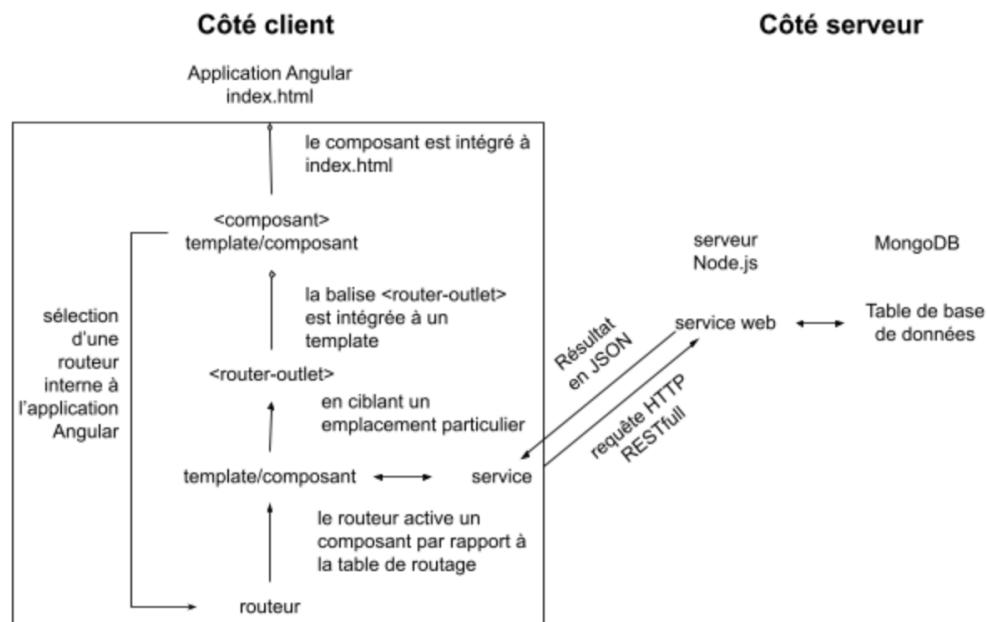 Côté client
Côté serveur
Application Angular
index.html
le composant est intégré à
index.html
<composant>
template/composant
la balise <router-outlet>
est intégrée à un
template
sélection
d'une
routeur
interne à
l'application
Angular
<router-outlet>
en ciblant un
emplacement particulier
template/composant
service
le routeur active un
composant par rapport à
la table de routage
routeur
Résultat
en JSON
requête HTTP
RESTfull
serveur
Node.js
service web
MongoDB
Table de base
de données